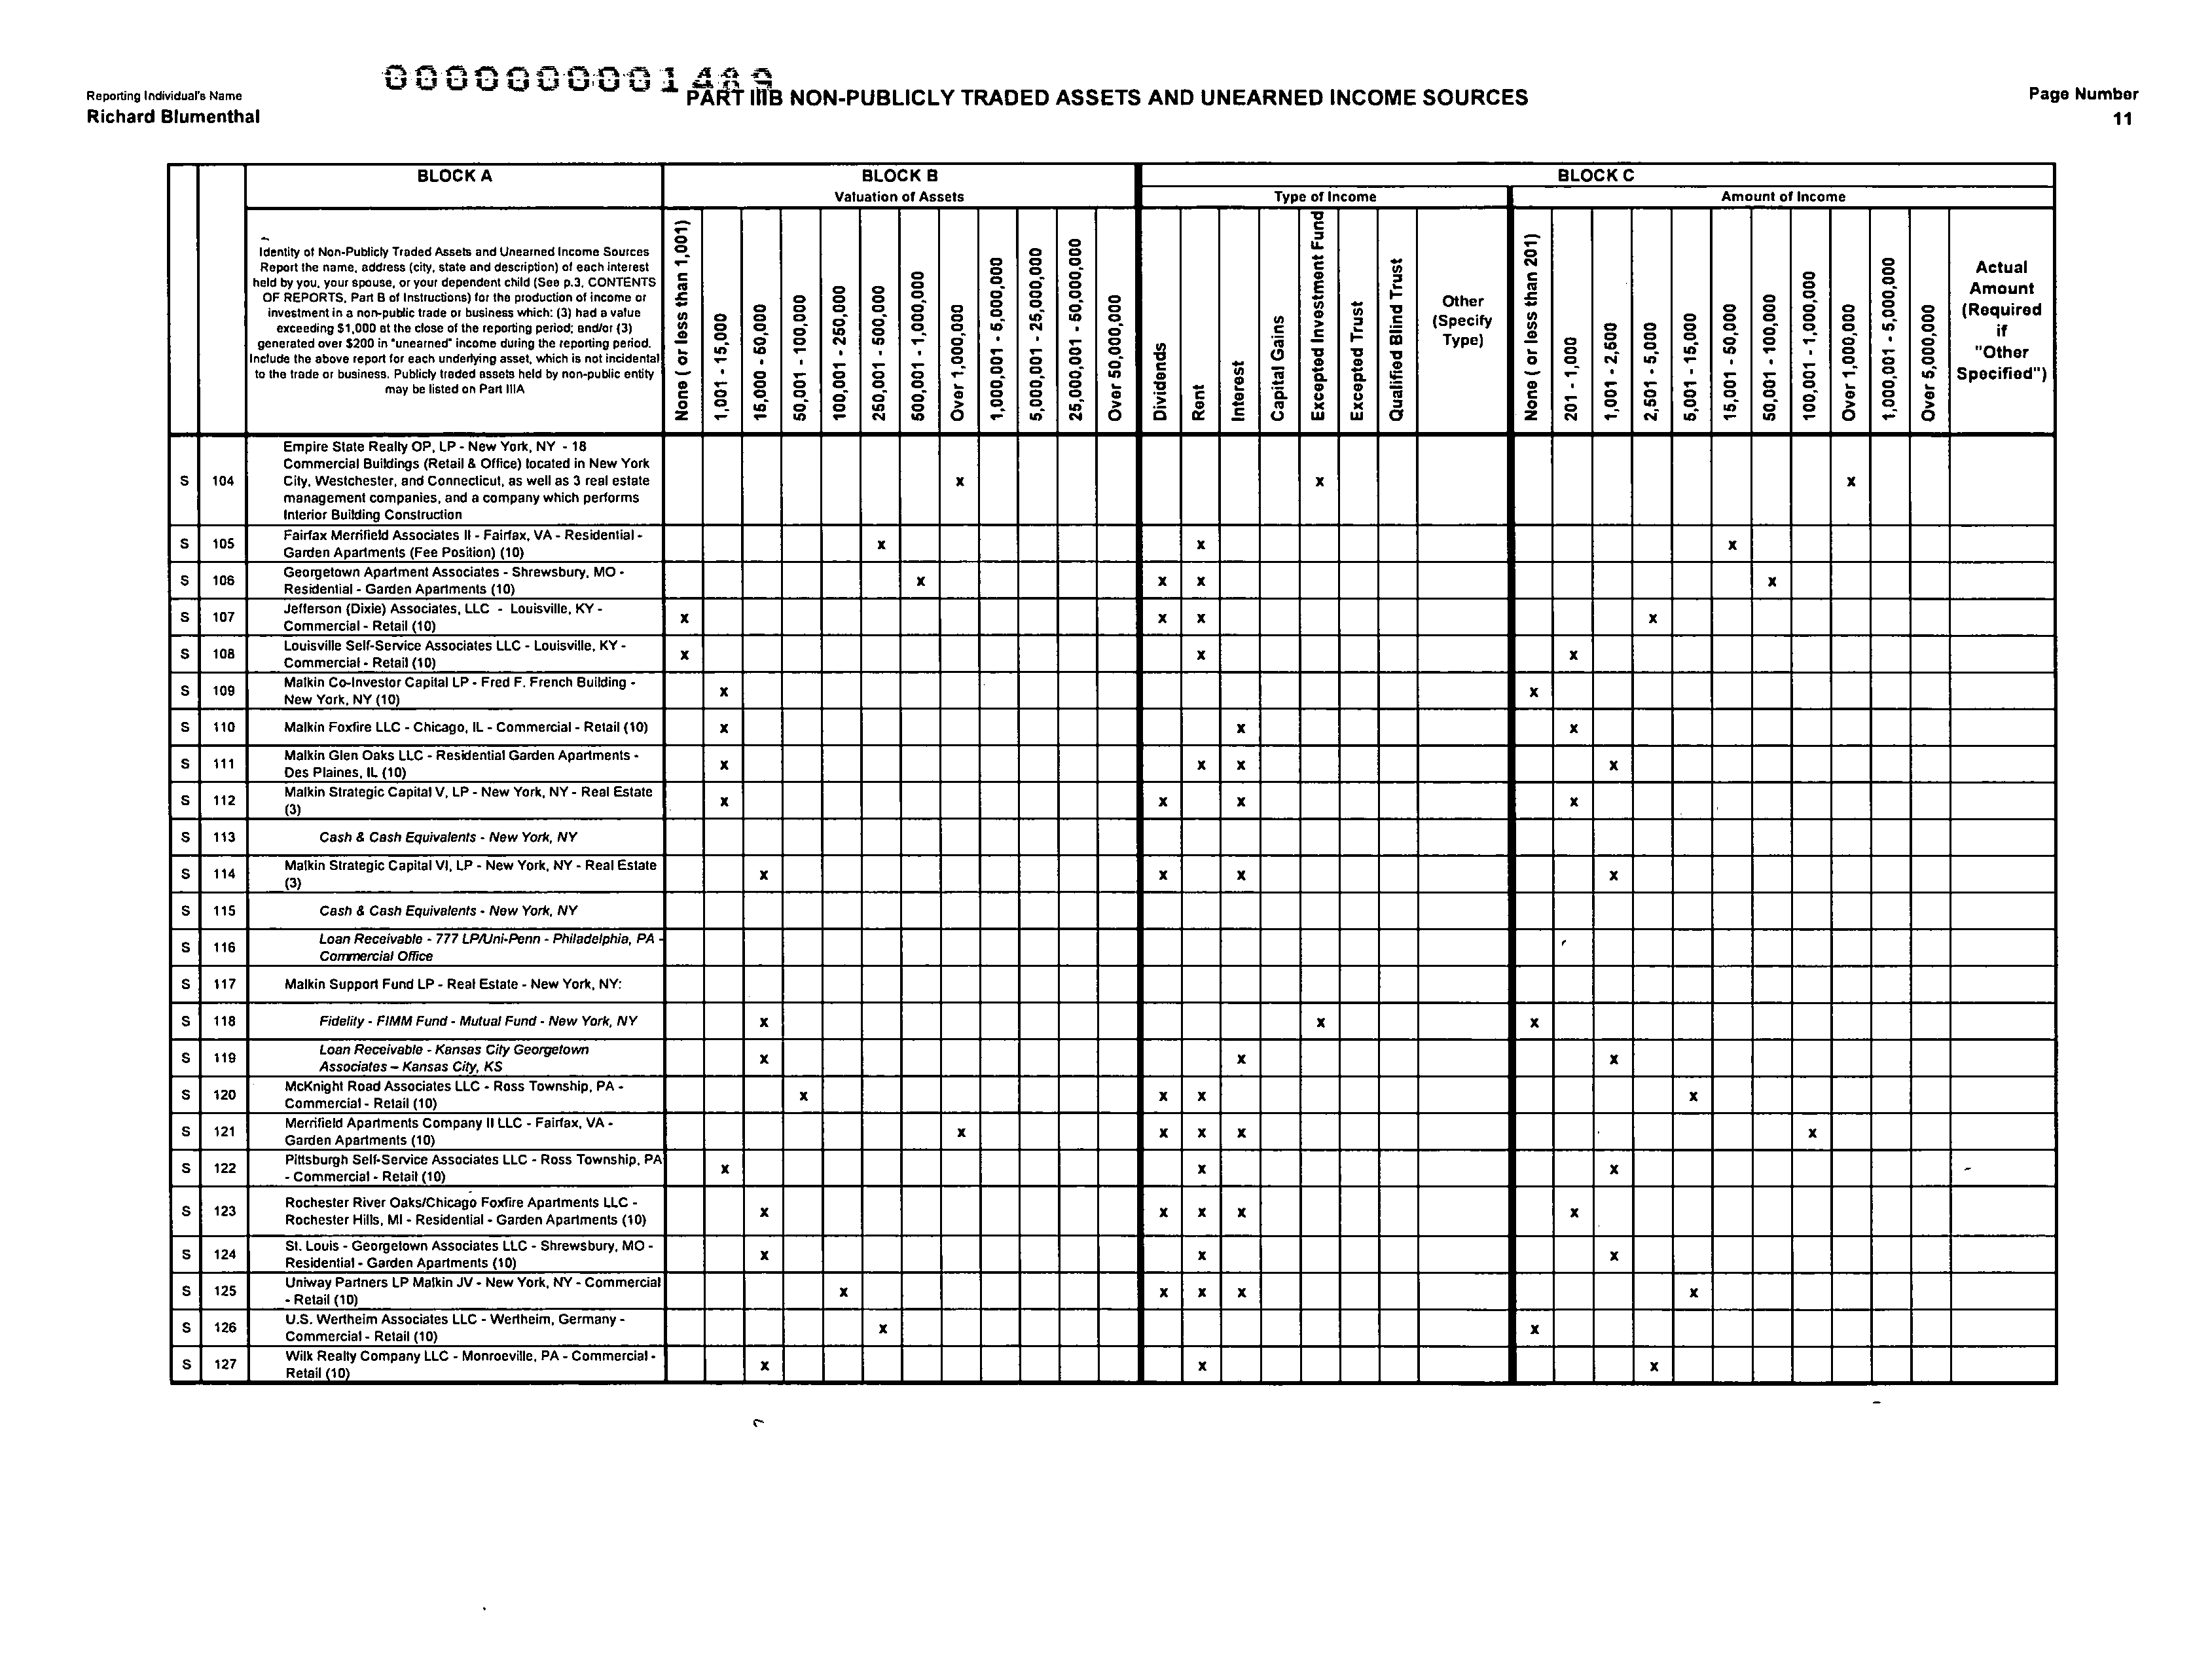 0000000001489
Reporting Individual's Name
Richard Blumenthal
PART IIIB NON-PUBLICLY TRADED ASSETS AND UNEARNED INCOME SOURCES
Page Number
11
BLOCK A
BLOCK B
BLOCK C
Valuation of Assets
Type of Income
Amount of Income
Identity of Non-Publicly Traded Assets and Unearned Income Sources
Report the name, address (city, state and description) of each interest
held by you, your spouse, or your dependent child (See p.3, CONTENTS
OF REPORTS, Part B of Instructions) for the production of income or
investment in a non-public trade or business which: (3) had a value
exceeding $1,000 at the close of the reporting period; and/or (3)
generated over $200 in "unearned" income during the reporting period.
Include the above report for each underlying asset, which is not incidental
to the trade or business. Publicly traded assets held by non-public entity
may be listed on Part IIIA
None ( or less than 1,001)
1,001 - 15,000
15,000 - 50,000
50,001 - 100,000
100,001 - 250,000
250,001 - 500,000
500,001 - 1,000,000
Over 1,000,000
1,000,001 - 5,000,000
5,000,001 - 25,000,000
25,000,001 - 50,000,000
Over 50,000,000
Dividends
Rent
Interest
Capital Gains
Excepted Investment Fund
Excepted Trust
Qualified Blind Trust
Other
(Specify
Type)
None ( or less than 201)
201 - 1,000
1,001 - 2,500
2,501 - 5,000
5,001 - 15,000
15,001 - 50,000
50,001 - 100,000
100,001 - 1,000,000
Over 1,000,000
1,000,001 - 5,000,000
Over 5,000,000
Actual
Amount
(Required
if
"Other
Specified")
Empire State Realty OP, LP - New York, NY - 18
Commercial Buildings (Retail & Office) located in New York
S 104 City, Westchester, and Connecticut, as well as 3 real estate x x x
management companies, and a company which performs
Interior Building Construction
S 105 Fairfax Merrifield Associates II - Fairfax, VA - Residential - x x x
Garden Apartments (Fee Position) (10)
S 106 Georgetown Apartment Associates - Shrewsbury, MO - x x x x
Residential - Garden Apartments (10)
S 107 Jefferson (Dixie) Associates, LLC - Louisville, KY - x x x x
Commercial - Retail (10)
S 108 Louisville Self-Service Associates LLC - Louisville, KY - x x x
Commercial - Retail (10)
S 109 Malkin Co-Investor Capital LP - Fred F. French Building - x x
New York, NY (10)
S 110 Malkin Foxfire LLC - Chicago, IL - Commercial - Retail (10) x x x
S 111 Malkin Glen Oaks LLC - Residential Garden Apartments - x x x x
Des Plaines, IL (10)
S 112 Malkin Strategic Capital V, LP - New York, NY - Real Estate x x x x
(3)
S 113 Cash & Cash Equivalents - New York, NY
S 114 Malkin Strategic Capital VI, LP - New York, NY - Real Estate x x x x
(3)
S 115 Cash & Cash Equivalents - New York, NY
S 116 Loan Receivable - 777 LP/Uni-Penn - Philadelphia, PA -
Commercial Office
S 117 Malkin Support Fund LP - Real Estate - New York, NY:
S 118 Fidelity - FIMM Fund - Mutual Fund - New York, NY x x x
S 119 Loan Receivable - Kansas City Georgetown x x x
Associates – Kansas City, KS
S 120 McKnight Road Associates LLC - Ross Township, PA - x x x x
Commercial - Retail (10)
S 121 Merrifield Apartments Company II LLC - Fairfax, VA - x x x x x
Garden Apartments (10)
S 122 Pittsburgh Self-Service Associates LLC - Ross Township, PA x x x
- Commercial - Retail (10)
S 123 Rochester River Oaks/Chicago Foxfire Apartments LLC - x x x x x
Rochester Hills, MI - Residential - Garden Apartments (10)
S 124 St. Louis - Georgetown Associates LLC - Shrewsbury, MO - x x x
Residential - Garden Apartments (10)
S 125 Uniway Partners LP Malkin JV - New York, NY - Commercial x x x x x
- Retail (10)
S 126 U.S. Wertheim Associates LLC - Wertheim, Germany - x x
Commercial - Retail (10)
S 127 Wilk Realty Company LLC - Monroeville, PA - Commercial - x x x
Retail (10)